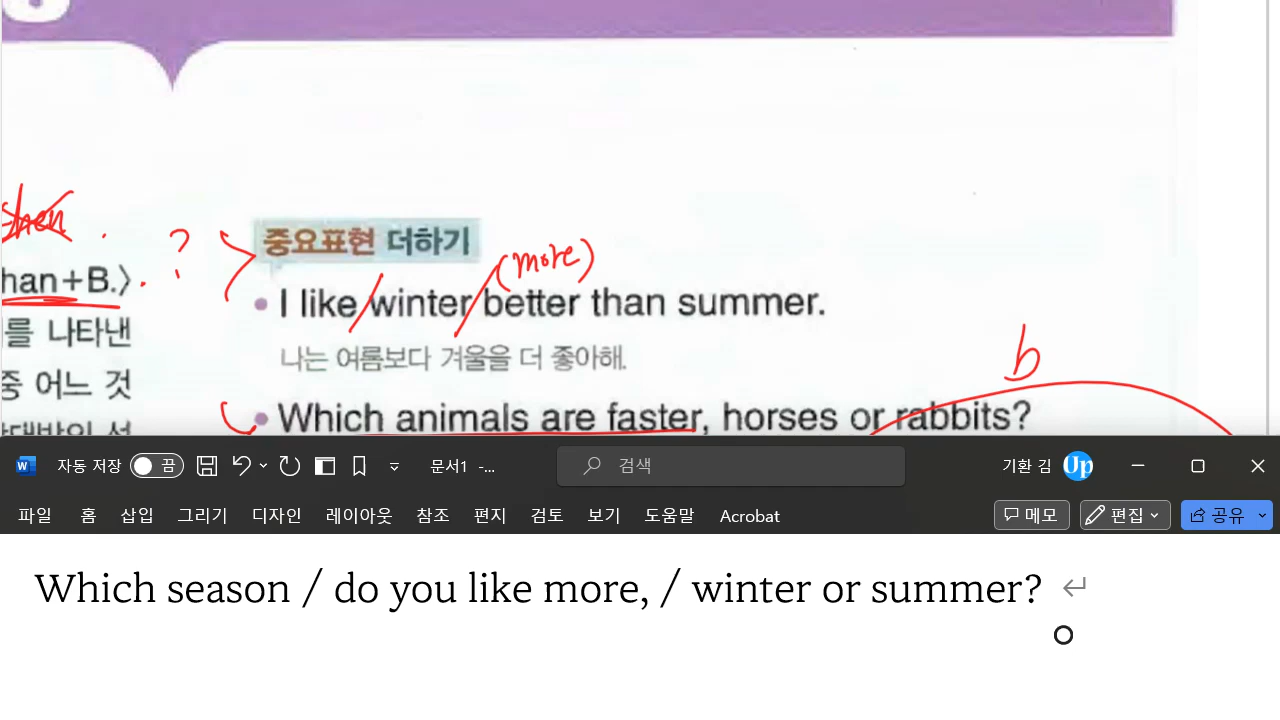 then
중요표현 더하기
(more)
han+B.〉.
?
• I like / winter / better than summer.
를 나타낸
나는 여름보다 겨울을 더 좋아해.
b
중 어느 것
• Which animals are faster, horses or rabbits?
자동 저장 끔 문서1 -... 검색 기환 김 Up
파일 홈 삽입 그리기 디자인 레이아웃 참조 편지 검토 보기 도움말 Acrobat 메모 편집 공유
Which season / do you like more, / winter or summer?